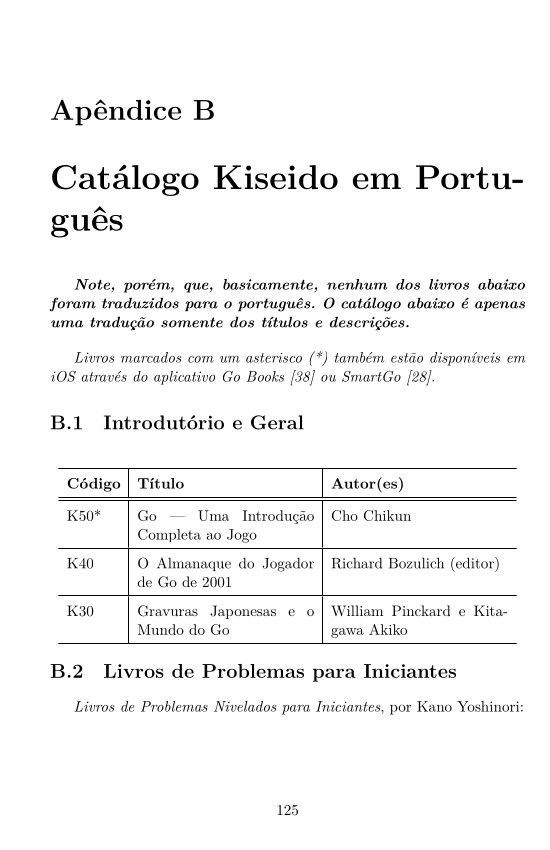 Apêndice B
Catálogo Kiseido em Portu-
guês
Note, porém, que, basicamente, nenhum dos livros abaixo
foram traduzidos para o português. O catálogo abaixo é apenas
uma tradução somente dos títulos e descrições.
Livros marcados com um asterisco (*) também estão disponíveis em
iOS através do aplicativo Go Books [38] ou SmartGo [28].
B.1 Introdutório e Geral
Código Título Autor(es)
K50* Go — Uma Introdução Cho Chikun
Completa ao Jogo
K40 O Almanaque do Jogador Richard Bozulich (editor)
de Go de 2001
K30 Gravuras Japonesas e o William Pinckard e Kita-
Mundo do Go gawa Akiko
B.2 Livros de Problemas para Iniciantes
Livros de Problemas Nivelados para Iniciantes, por Kano Yoshinori:
125